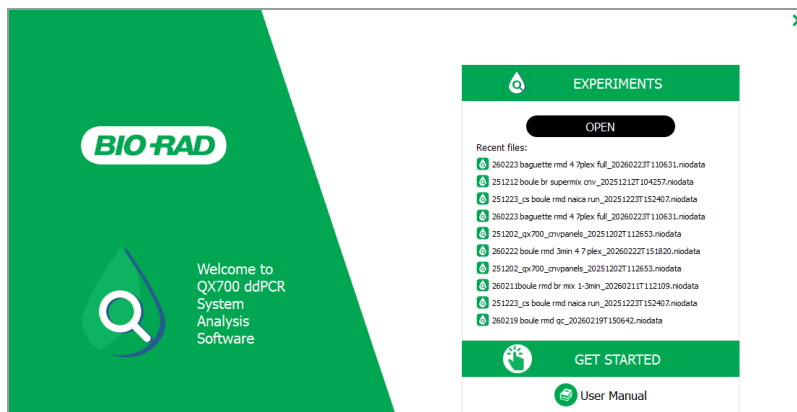 BIO-RAD
Welcome to
QX700 ddPCR
System
Analysis
Software
EXPERIMENTS
OPEN
Recent files:
260223 baguette rmd 4 7plex full_20260223T110631.niodata
251212 boule br supermix cnv_20251212T104257.niodata
251223_cs boule rmd naica run_20251223T152407.niodata
260223 baguette rmd 4 7plex full_20260223T110631.niodata
251202_qx700_cnvpanels_20251202T112653.niodata
260222 boule rmd 3min 4 7 plex_20260222T151820.niodata
251202_qx700_cnvpanels_20251202T112653.niodata
260211boule rmd br mix 1-3min_20260211T112109.niodata
251223_cs boule rmd naica run_20251223T152407.niodata
260219 boule rmd qc_20260219T150642.niodata
GET STARTED
User Manual